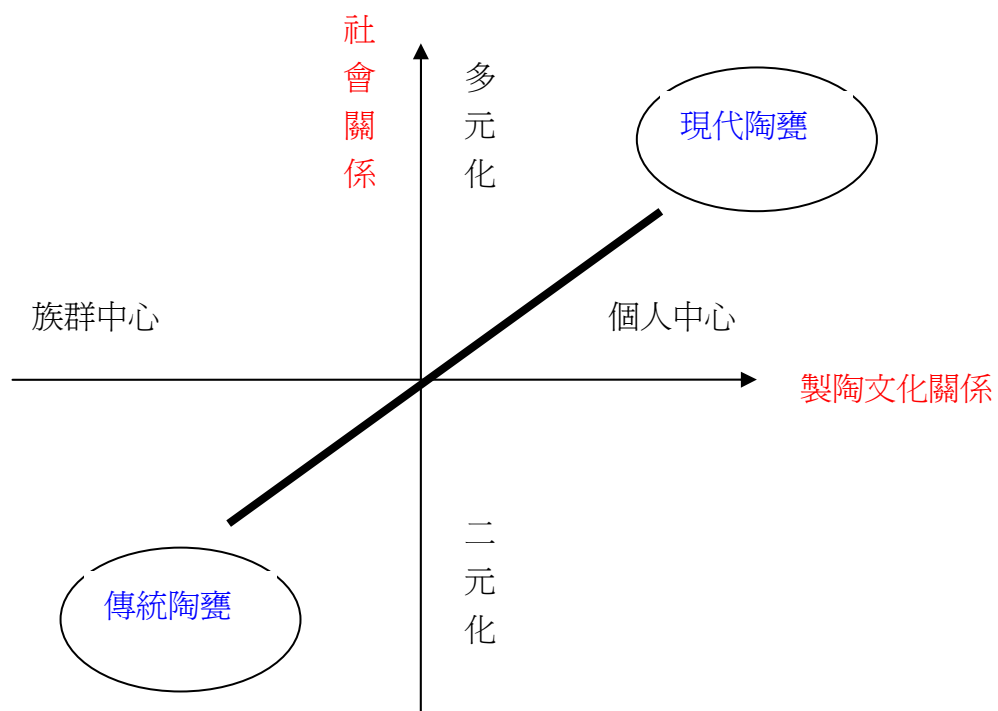 社會關係
多元化
現代陶甕
族群中心
個人中心
製陶文化關係
二元化
傳統陶甕